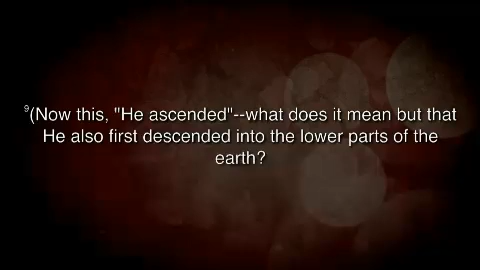 9(Now this, "He ascended"--what does it mean but that
He also first descended into the lower parts of the
earth?